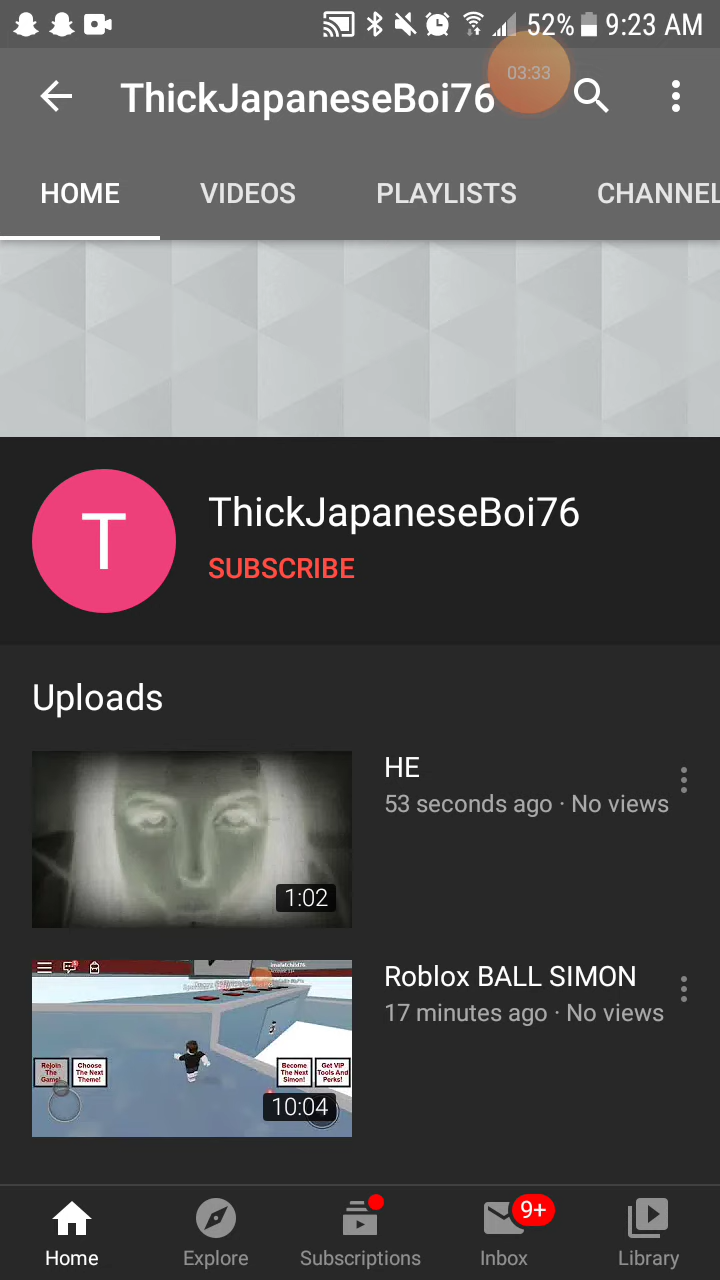 52% 9:23 AM
03:33
ThickJapaneseBoi76
HOME VIDEOS PLAYLISTS CHANNEL
T
ThickJapaneseBoi76
SUBSCRIBE
Uploads
HE
53 seconds ago · No views
1:02
Roblox BALL SIMON
17 minutes ago · No views
Rejoin
The
Game!
Choose
The Next
Theme!
Become
The Next
Simon!
Get VIP
Tools And
Perks!
10:04
9+
Home Explore Subscriptions Inbox Library